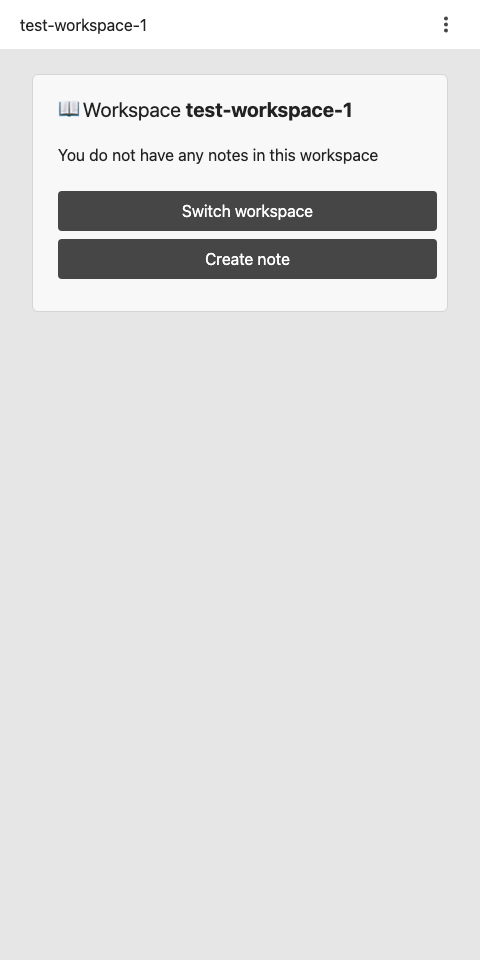 test-workspace-1
📖 Workspace test-workspace-1
You do not have any notes in this workspace
Switch workspace
Create note